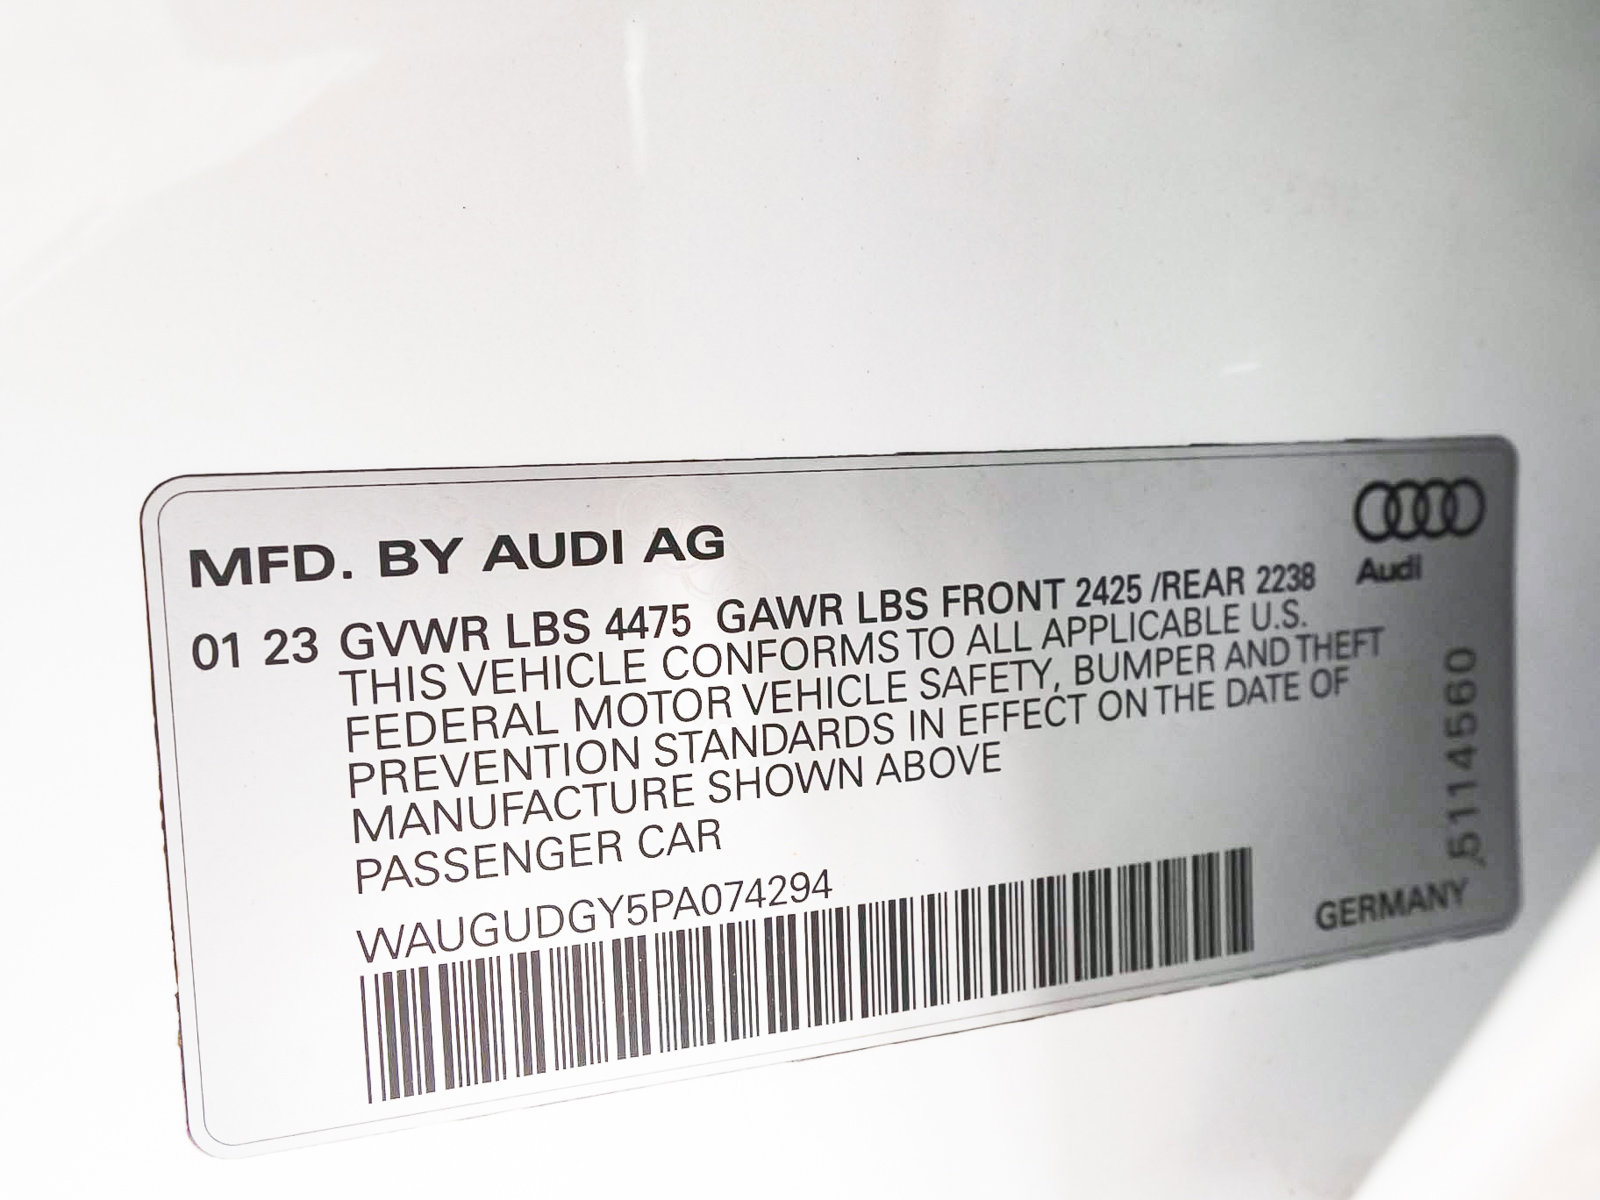 MFD. BY AUDI AG
Audi
01 23 GVWR LBS 4475 GAWR LBS FRONT 2425 /REAR 2238
THIS VEHICLE CONFORMS TO ALL APPLICABLE U.S.
FEDERAL MOTOR VEHICLE SAFETY, BUMPER AND THEFT
PREVENTION STANDARDS IN EFFECT ON THE DATE OF
MANUFACTURE SHOWN ABOVE
PASSENGER CAR
WAUGUDGY5PA074294
GERMANY
5114560